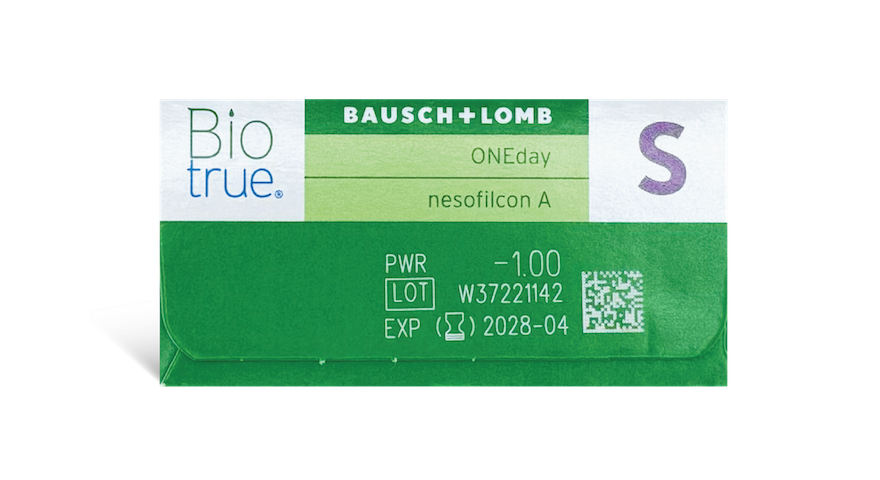 Bio
true®
BAUSCH+LOMB
ONEday
nesofilcon A
S
PWR -1.00
LOT W37221142
EXP 2028-04